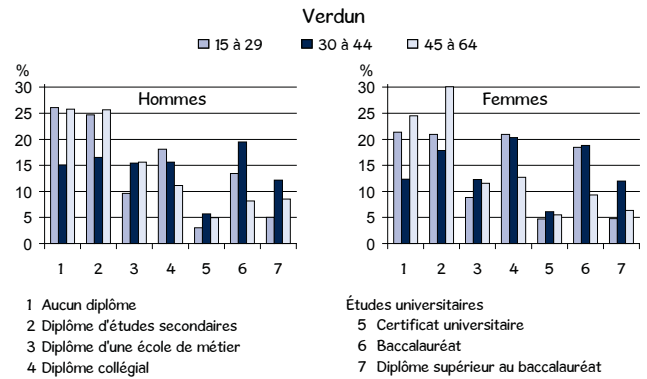 Verdun
15 à 29 30 à 44 45 à 64
% %
30 Hommes 30 Femmes
25 25
20 20
15 15
10 10
5 5
0 0
1 2 3 4 5 6 7 1 2 3 4 5 6 7
1 Aucun diplôme
2 Diplôme d'études secondaires
3 Diplôme d'une école de métier
4 Diplôme collégial
Études universitaires
5 Certificat universitaire
6 Baccalauréat
7 Diplôme supérieur au baccalauréat